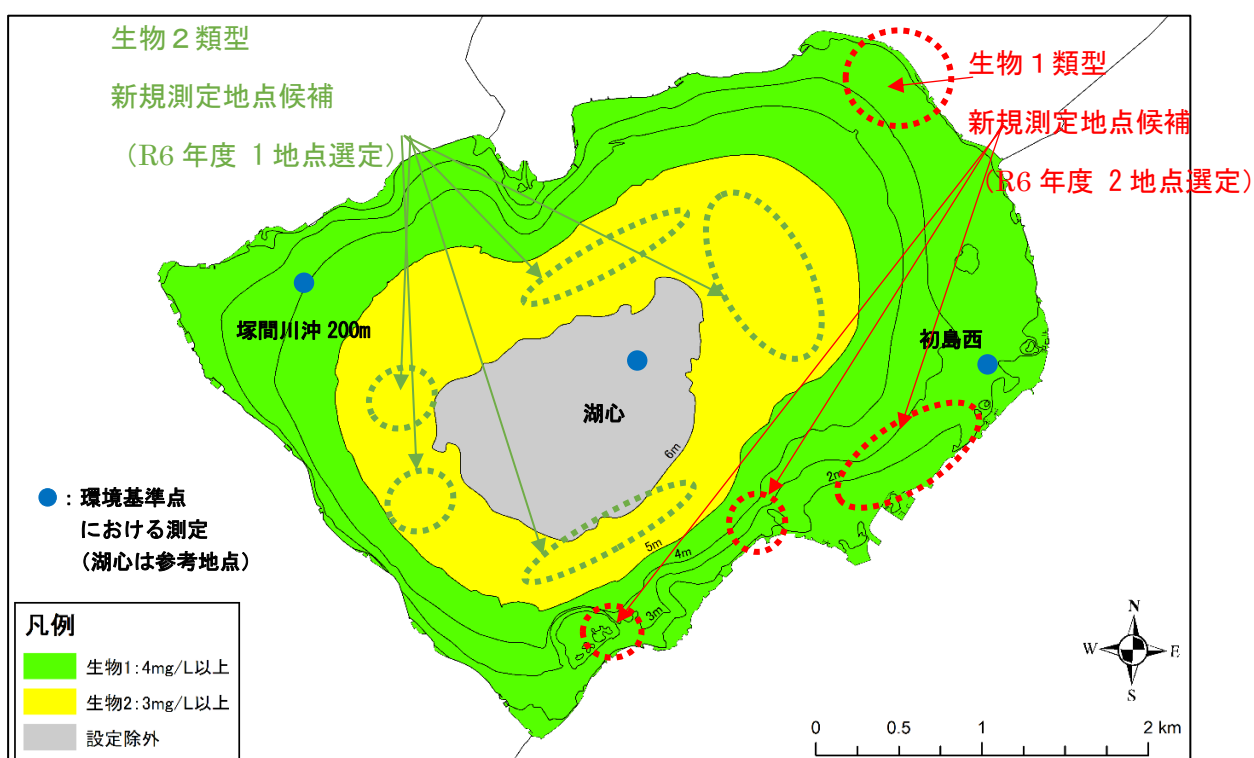 生物２類型
新規測定地点候補
（R6 年度 1 地点選定）
生物１類型
新規測定地点候補
（R6 年度 2 地点選定）
塚間川沖 200m
初島西
湖心
6m
2m
5m
4m
3m
：環境基準点
における測定
（湖心は参考地点）
凡例
生物1：4mg/L以上
生物2：3mg/L以上
設定除外
N
W
E
S
0 0.5 1 2 km